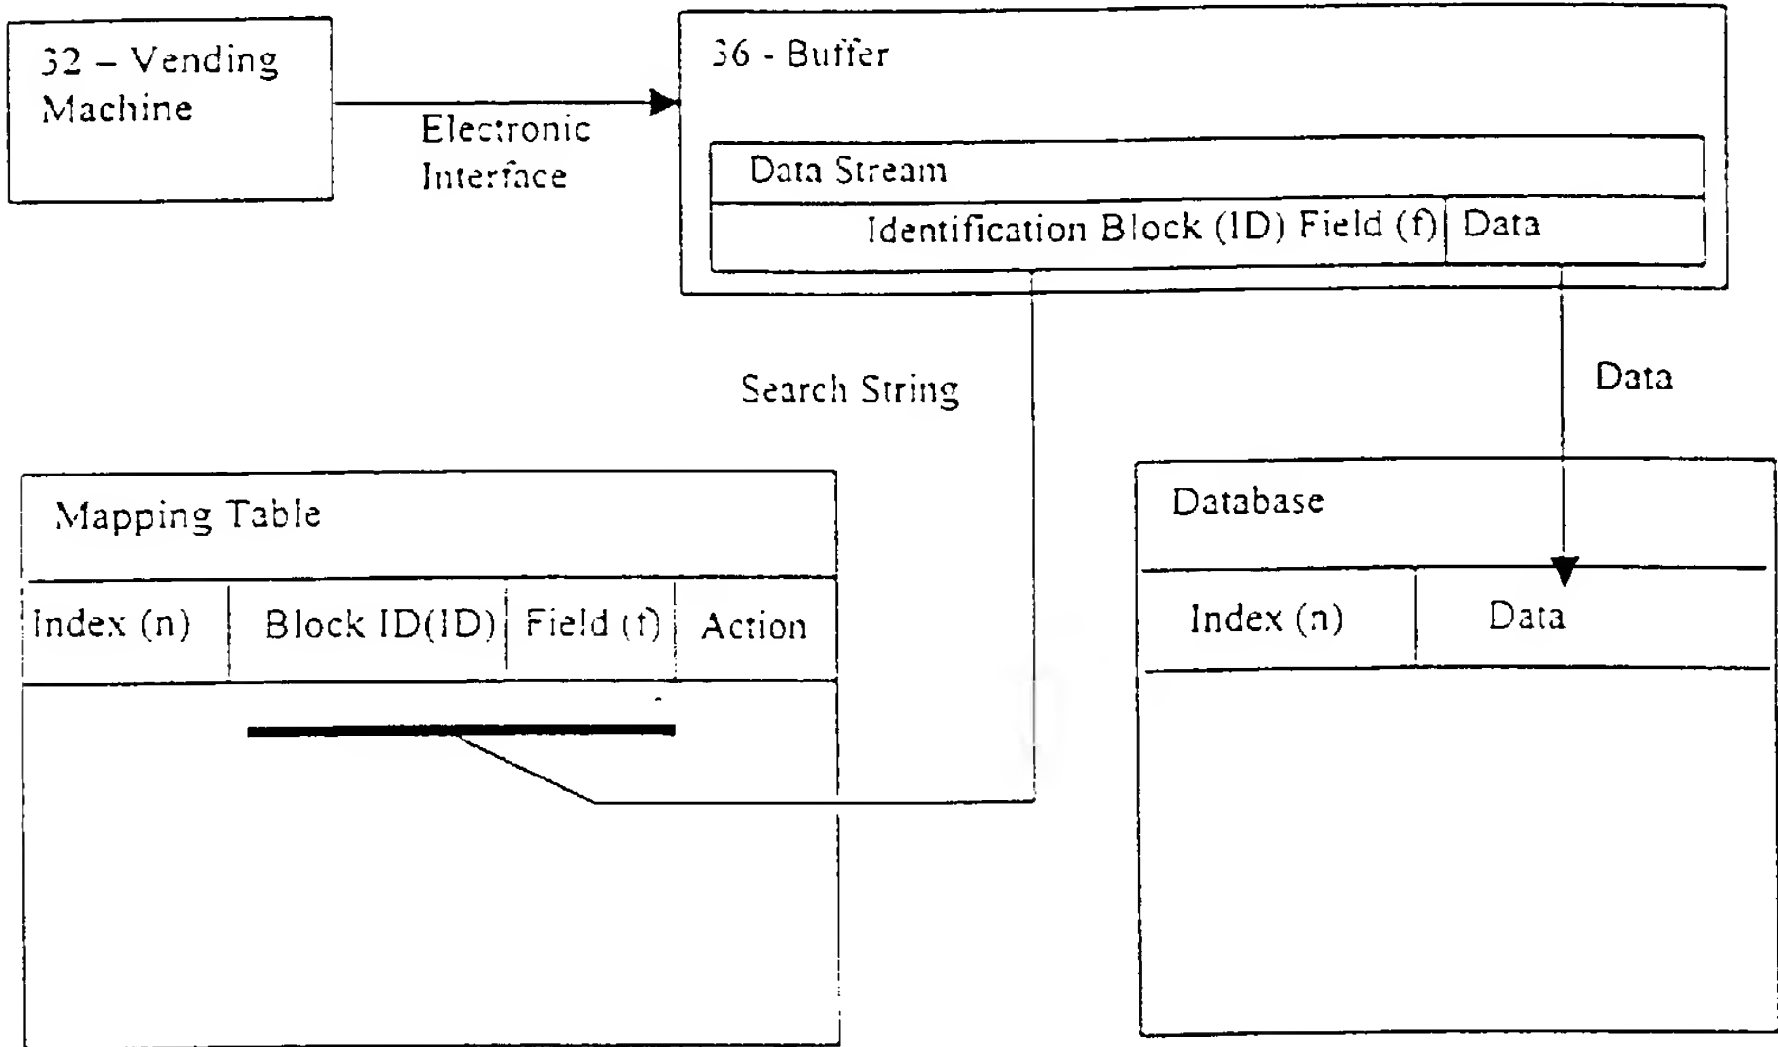 32 – Vending
Machine
Electronic
Interface
36 - Buffer
Data Stream
Identification Block (ID) Field (f) Data
Search String
Data
Mapping Table
Index (n) Block ID(ID) Field (f) Action
Database
Index (n) Data